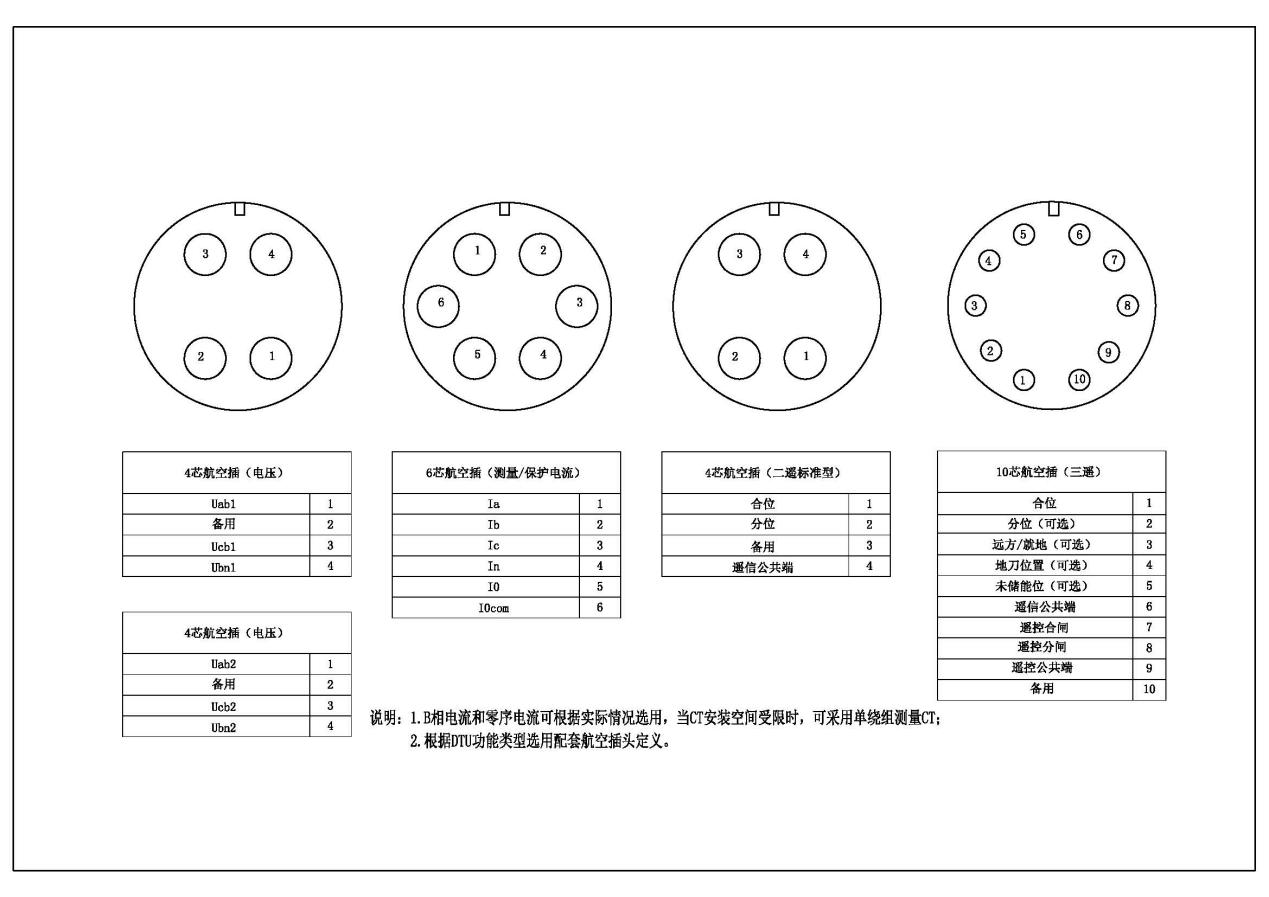 3 4
2 1
1 2
6 3
5 4
3 4
2 1
5 6
4 7
3 8
2 9
1 10
4芯航空插（电压）
Uab1 1
备用 2
Ucb1 3
Ubn1 4
4芯航空插（电压）
Uab2 1
备用 2
Ucb2 3
Ubn2 4
6芯航空插（测量/保护电流）
Ia 1
Ib 2
Ic 3
In 4
I0 5
I0com 6
4芯航空插（二遥标准型）
合位 1
分位 2
备用 3
遥信公共端 4
10芯航空插（三遥）
合位 1
分位（可选） 2
远方/就地（可选） 3
地刀位置（可选） 4
未储能位（可选） 5
遥信公共端 6
遥控合闸 7
遥控分闸 8
遥控公共端 9
备用 10
说明：1.B相电流和零序电流可根据实际情况选用，当CT安装空间受限时，可采用单绕组测量CT；
2.根据DTU功能类型选用配套航空插头定义。